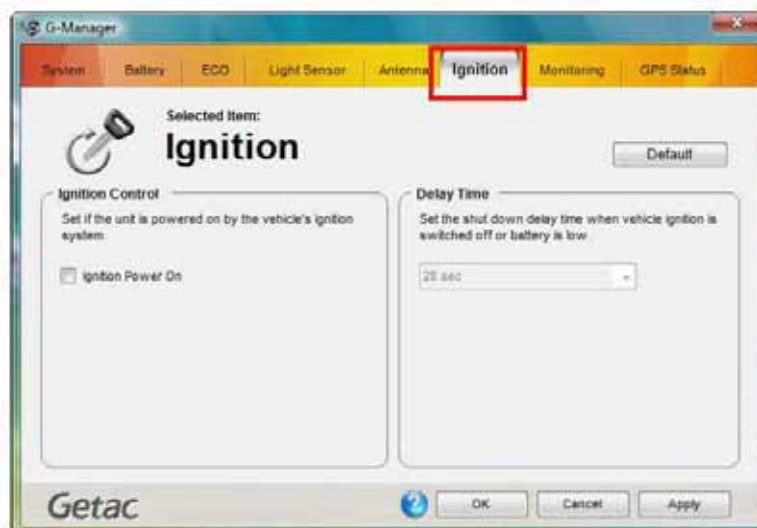 G-Manager
System Battery ECO Light Sensor Antenna Ignition Monitoring GPS Status
Selected Item:
Ignition
Default
Ignition Control
Set if the unit is powered on by the vehicle's ignition
system.
Ignition Power On
Delay Time
Set the shut down delay time when vehicle ignition is
switched off or battery is low.
28 sec
Getac
? OK Cancel Apply